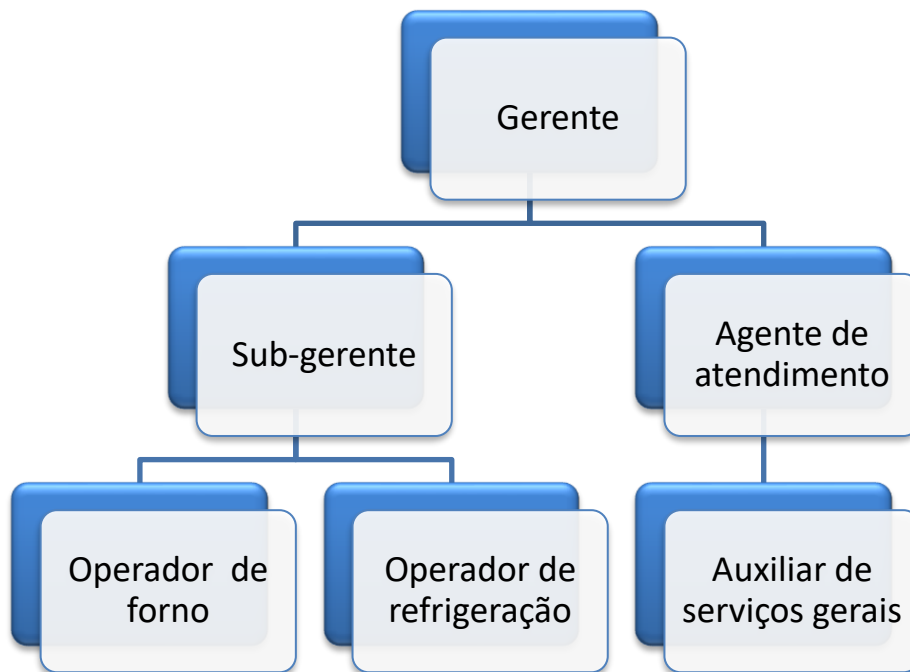 Gerente
Sub-gerente
Agente de
atendimento
Operador de
forno
Operador de
refrigeração
Auxiliar de
serviços gerais